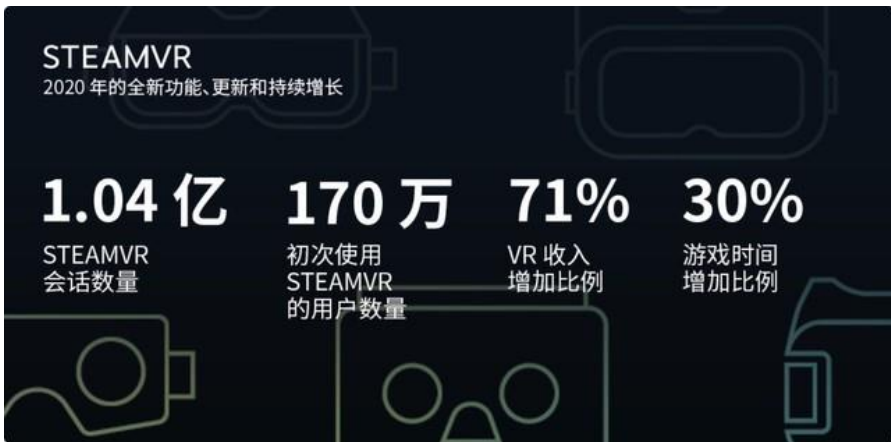 STEAMVR
2020 年的全新功能、更新和持续增长
1.04 亿
STEAMVR
会话数量
170 万
初次使用
STEAMVR
的用户数量
71%
VR 收入
增加比例
30%
游戏时间
增加比例